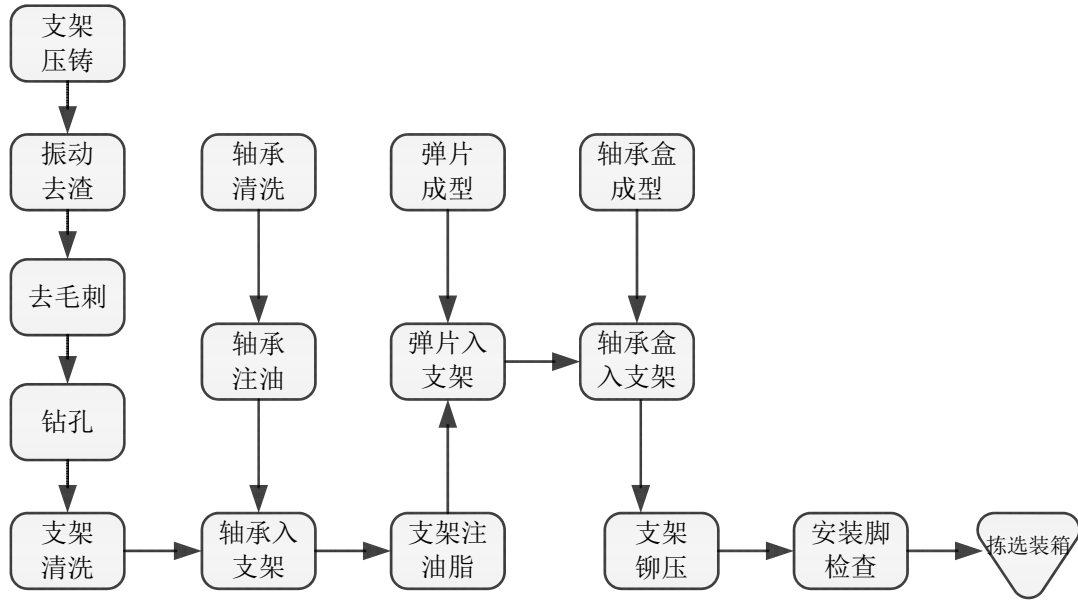 支架
压铸
振动
去渣
轴承
清洗
弹片
成型
轴承盒
成型
去毛刺
轴承
注油
弹片入
支架
轴承盒
入支架
钻孔
支架
清洗
轴承入
支架
支架注
油脂
支架
铆压
安装脚
检查
拣选装箱